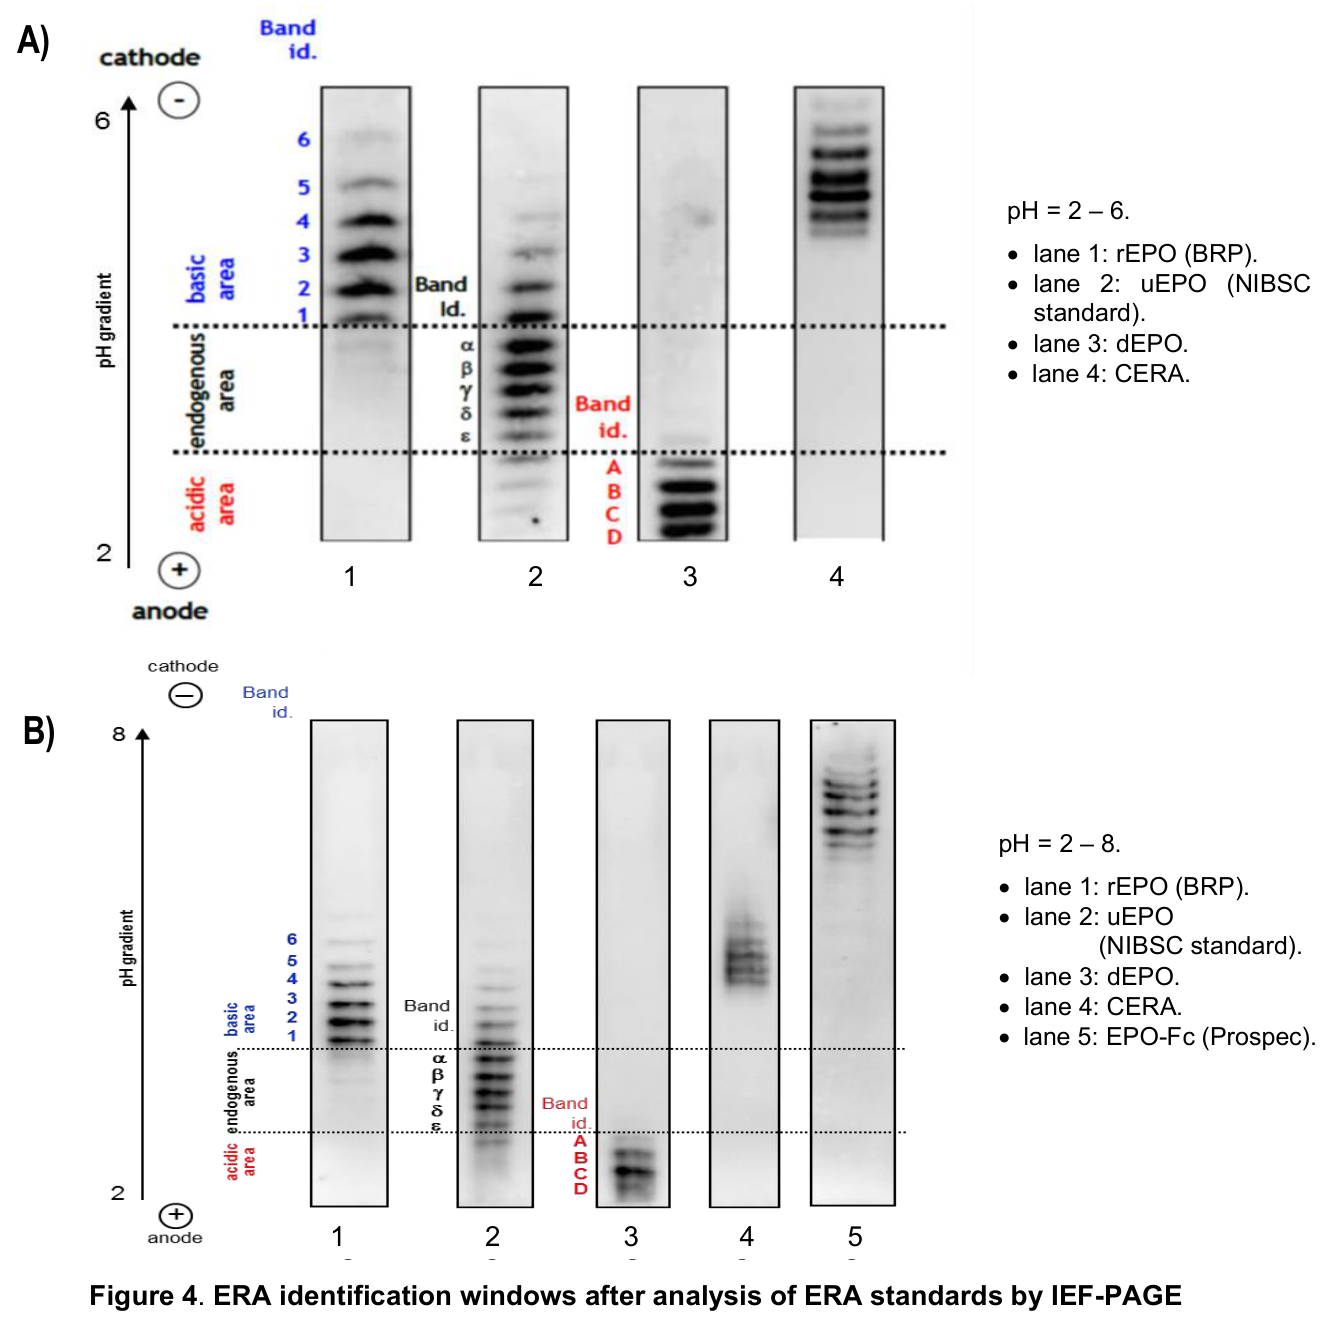 A)
cathode
-
Band
id.
6
6
5
4
3
2
1
basic
area
pH gradient
Band
Id.
endogenous
area
α
β
γ
δ
ε
Band
id.
acidic
area
A
B
C
D
2
+
anode
1 2 3 4
pH = 2 – 6.
• lane 1: rEPO (BRP).
• lane 2: uEPO (NIBSC
standard).
• lane 3: dEPO.
• lane 4: CERA.
cathode
−
Band
id.
B)
8
pH gradient
6
5
4
3
2
1
basic
area
Band
id.
endogenous
area
α
β
γ
δ
ε
Band
id.
acidic
area
A
B
C
D
2
+
anode
1 2 3 4 5
pH = 2 – 8.
• lane 1: rEPO (BRP).
• lane 2: uEPO
(NIBSC standard).
• lane 3: dEPO.
• lane 4: CERA.
• lane 5: EPO-Fc (Prospec).
Figure 4. ERA identification windows after analysis of ERA standards by IEF-PAGE